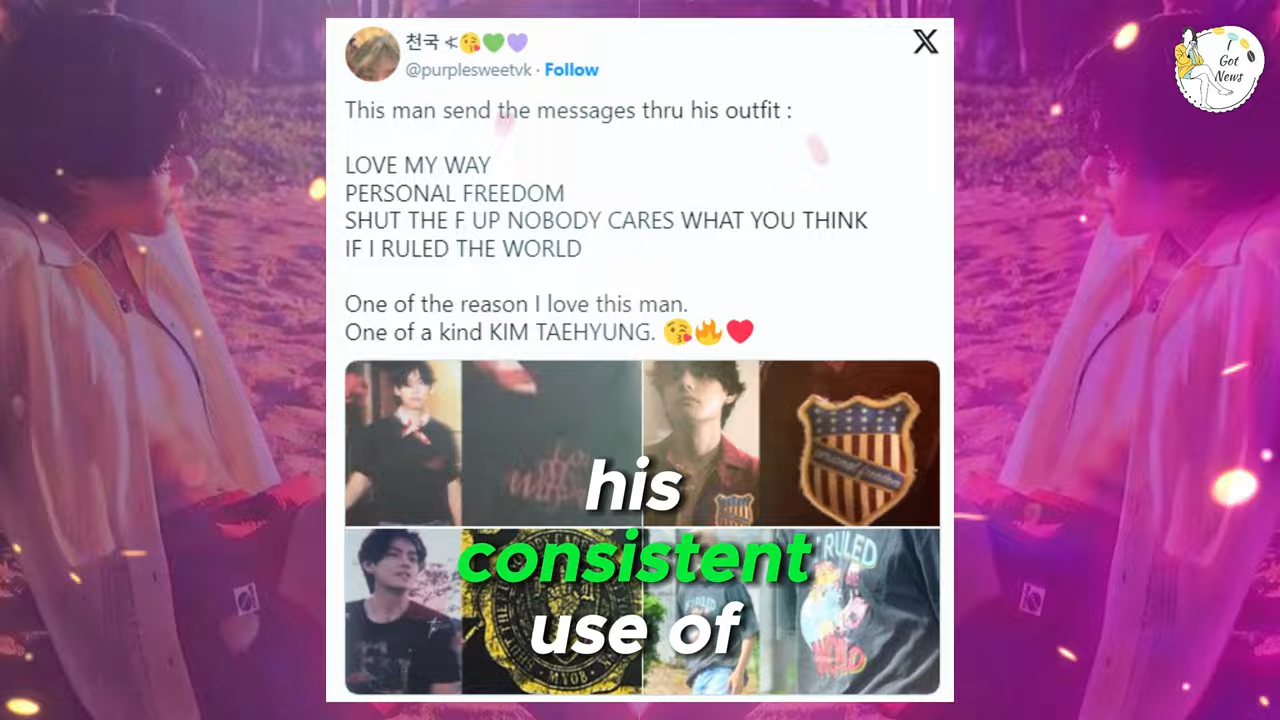 천국 ≮😘💚💜
@purplesweetvk · Follow
I
Got
News
This man send the messages thru his outfit :
LOVE MY WAY
PERSONAL FREEDOM
SHUT THE F UP NOBODY CARES WHAT YOU THINK
IF I RULED THE WORLD
One of the reason I love this man.
One of a kind KIM TAEHYUNG. 😘🔥❤️
his
consistent
use of
RULED
MYOB